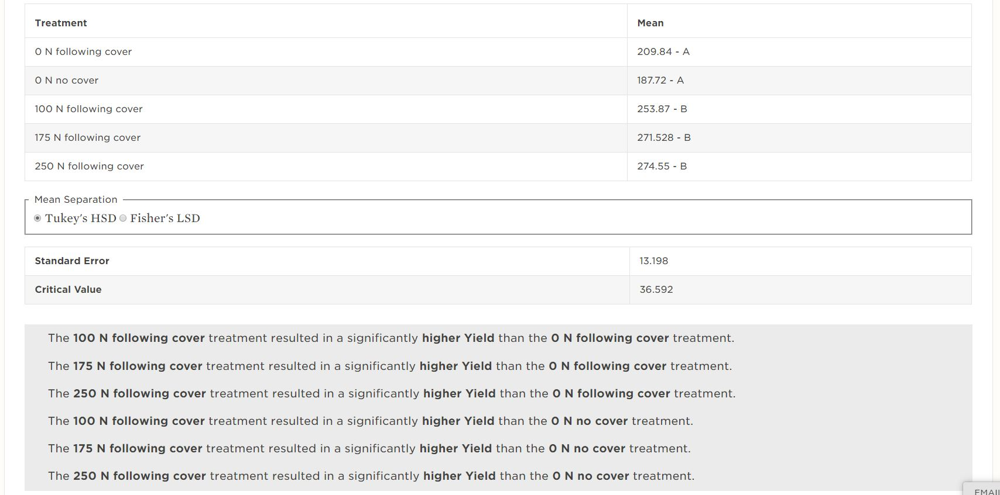 Treatment Mean
0 N following cover 209.84 - A
0 N no cover 187.72 - A
100 N following cover 253.87 - B
175 N following cover 271.528 - B
250 N following cover 274.55 - B
Mean Separation
Tukey's HSD Fisher's LSD
Standard Error 13.198
Critical Value 36.592
The 100 N following cover treatment resulted in a significantly higher Yield than the 0 N following cover treatment.
The 175 N following cover treatment resulted in a significantly higher Yield than the 0 N following cover treatment.
The 250 N following cover treatment resulted in a significantly higher Yield than the 0 N following cover treatment.
The 100 N following cover treatment resulted in a significantly higher Yield than the 0 N no cover treatment.
The 175 N following cover treatment resulted in a significantly higher Yield than the 0 N no cover treatment.
The 250 N following cover treatment resulted in a significantly higher Yield than the 0 N no cover treatment.